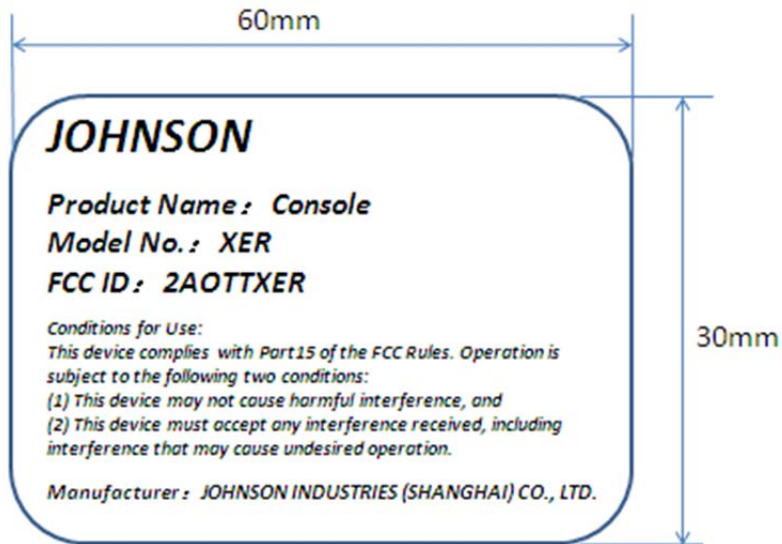 60mm
JOHNSON
Product Name： Console
Model No.： XER
FCC ID： 2AOTTXER
30mm
Conditions for Use:
This device complies with Part15 of the FCC Rules. Operation is
subject to the following two conditions:
(1) This device may not cause harmful interference, and
(2) This device must accept any interference received, including
interference that may cause undesired operation.
Manufacturer： JOHNSON INDUSTRIES (SHANGHAI) CO., LTD.